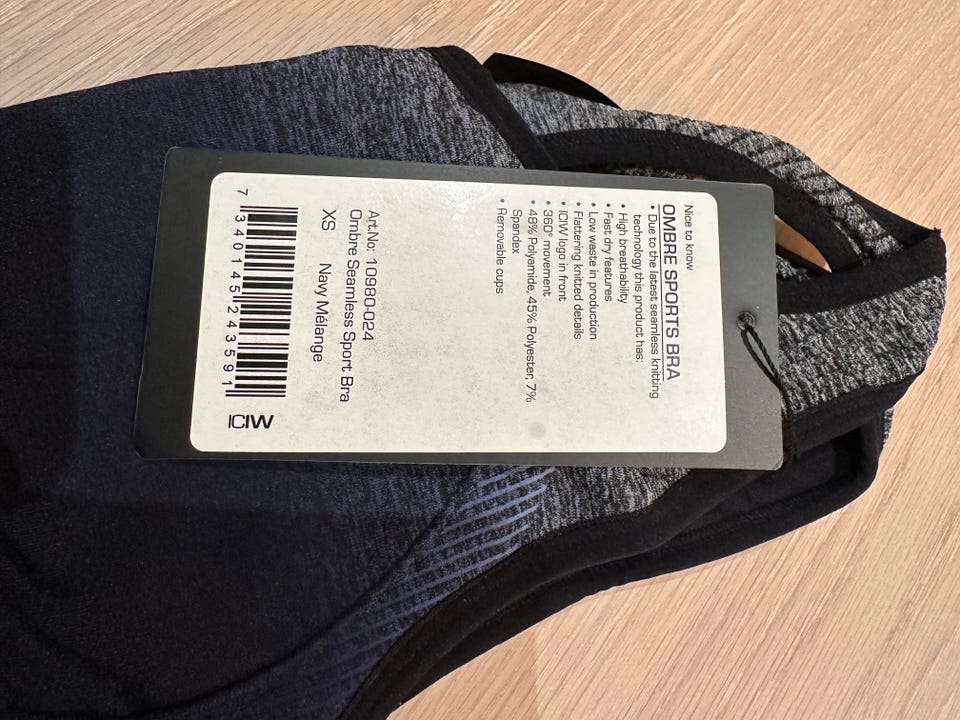 Nice to know
OMBRE SPORTS BRA
• Due to the latest seamless knitting
technology this product has:
• High breathability
• Fast dry features
• Low waste in production
• Flattering knitted details
• ICIW logo in front
• 360° movement
• 48% Polyamide, 45% Polyester, 7%
Spandex
• Removable cups
Art.No: 10980-024
Ombre Seamless Sport Bra
XS Navy Mélange
7 340145 243591
ICIW